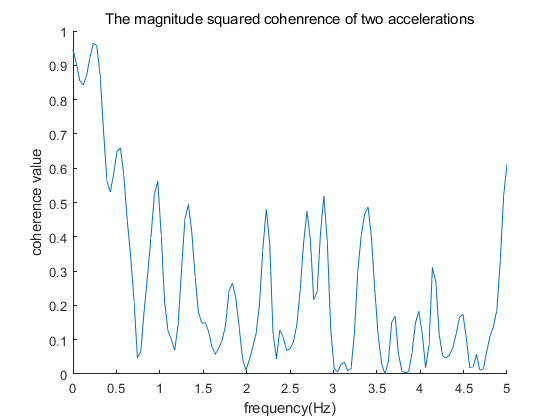 The magnitude squared cohenrence of two accelerations
1
0.9
0.8
0.7
0.6
0.5
0.4
0.3
0.2
0.1
0
coherence value
0 0.5 1 1.5 2 2.5 3 3.5 4 4.5 5
frequency(Hz)